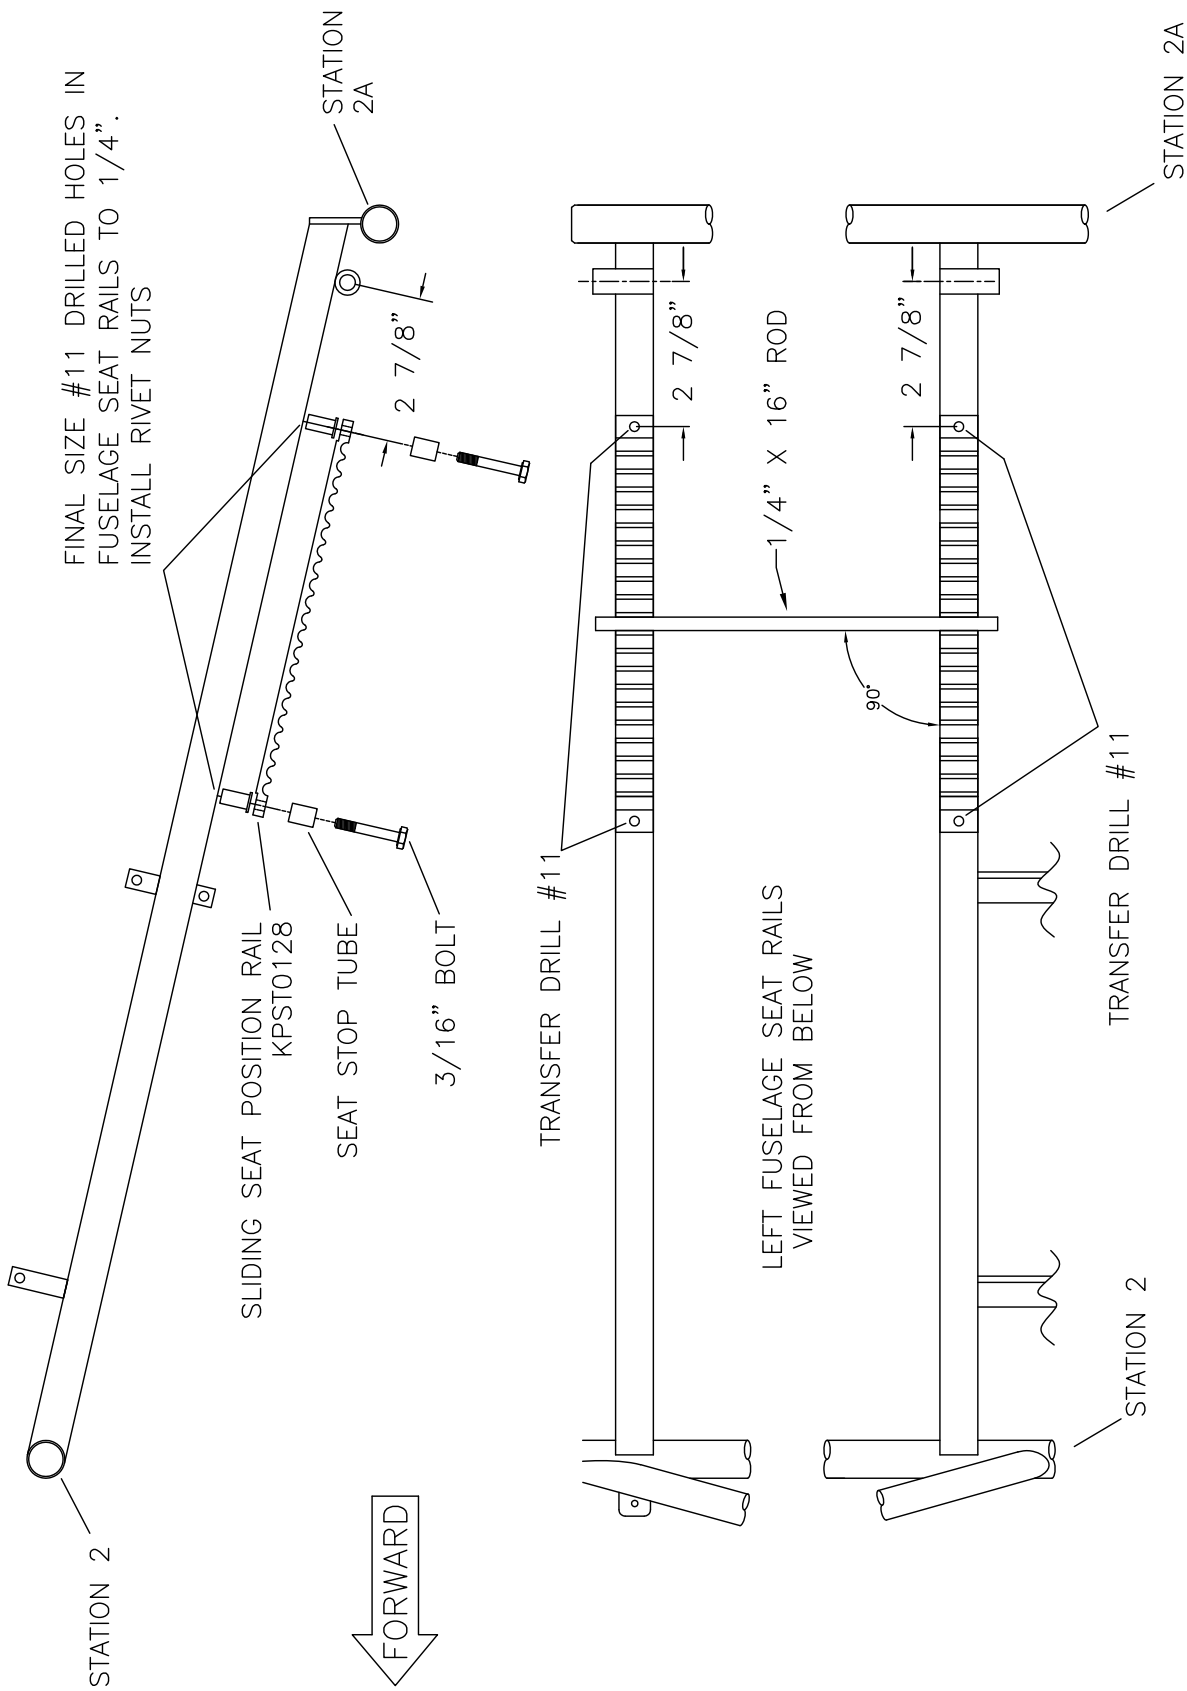 FINAL SIZE #11 DRILLED HOLES IN
FUSELAGE SEAT RAILS TO 1/4".
INSTALL RIVET NUTS
STATION
2A
STATION 2
2 7/8"
SLIDING SEAT POSITION RAIL
KPST0128
SEAT STOP TUBE
3/16" BOLT
FORWARD
TRANSFER DRILL #11
2 7/8"
1/4" X 16" ROD
LEFT FUSELAGE SEAT RAILS
VIEWED FROM BELOW
90°
2 7/8"
TRANSFER DRILL #11
STATION 2
STATION 2A